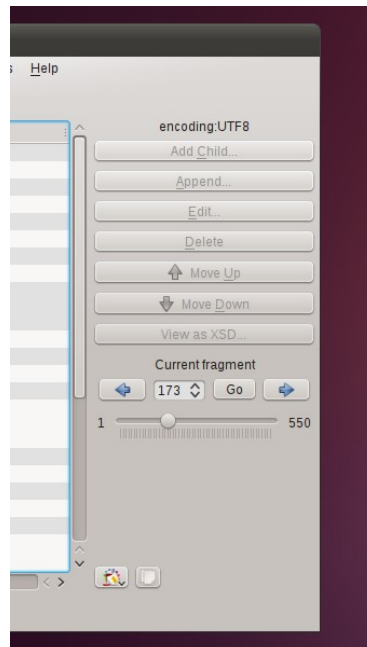 s Help
encoding:UTF8
Add Child...
Append...
Edit...
Delete
Move Up
Move Down
View as XSD...
Current fragment
173 Go
1 550